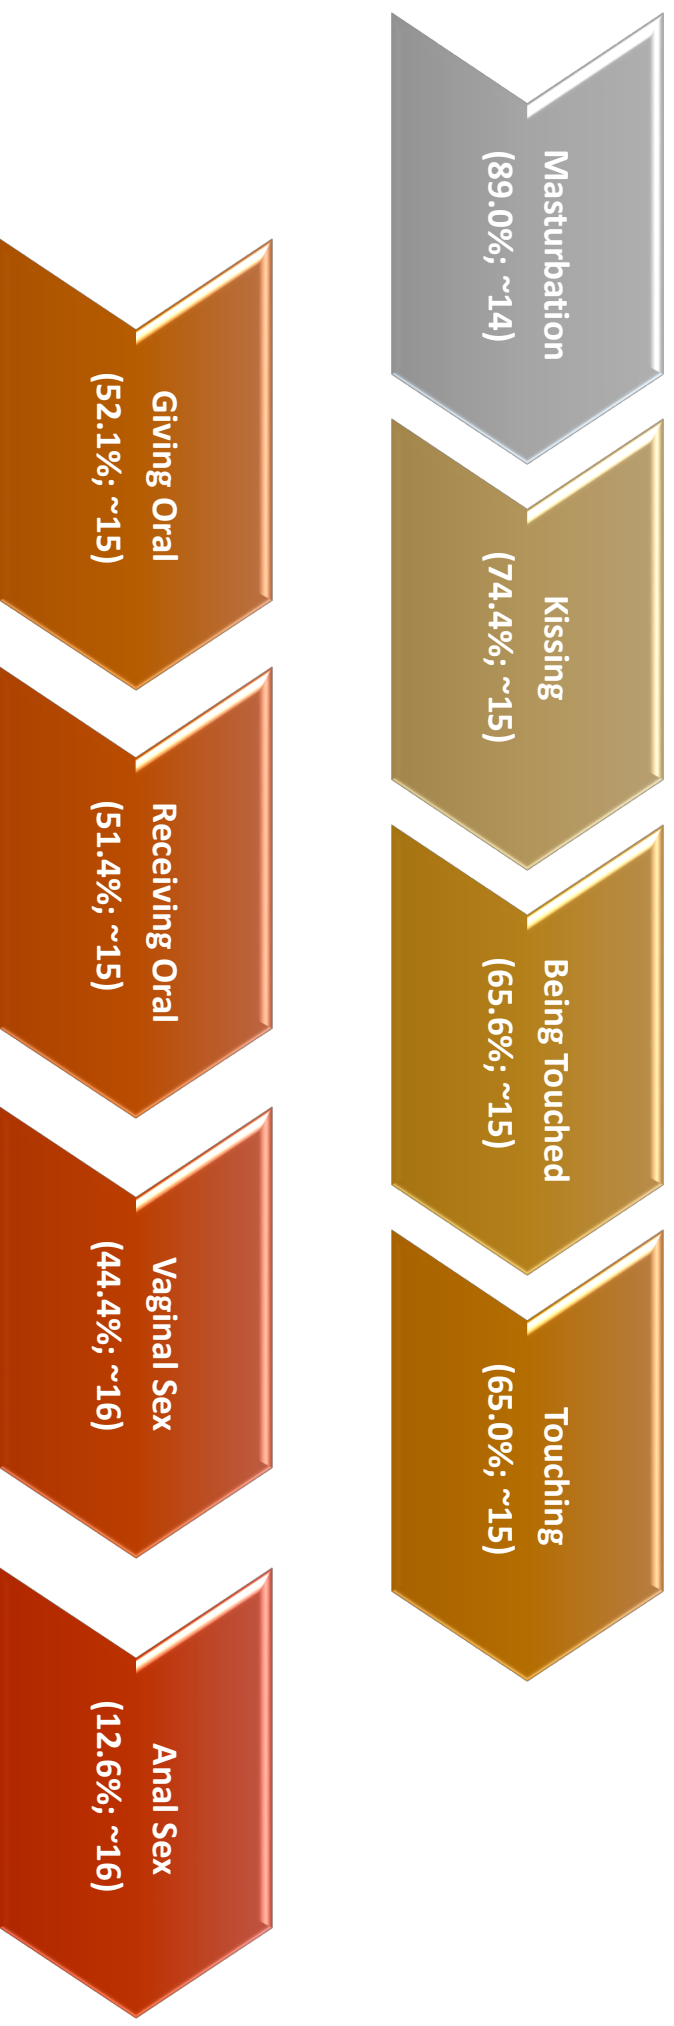 Masturbation
(89.0%; ~14)
Kissing
(74.4%; ~15)
Being Touched
(65.6%; ~15)
Touching
(65.0%; ~15)
Giving Oral
(52.1%; ~15)
Receiving Oral
(51.4%; ~15)
Vaginal Sex
(44.4%; ~16)
Anal Sex
(12.6%; ~16)